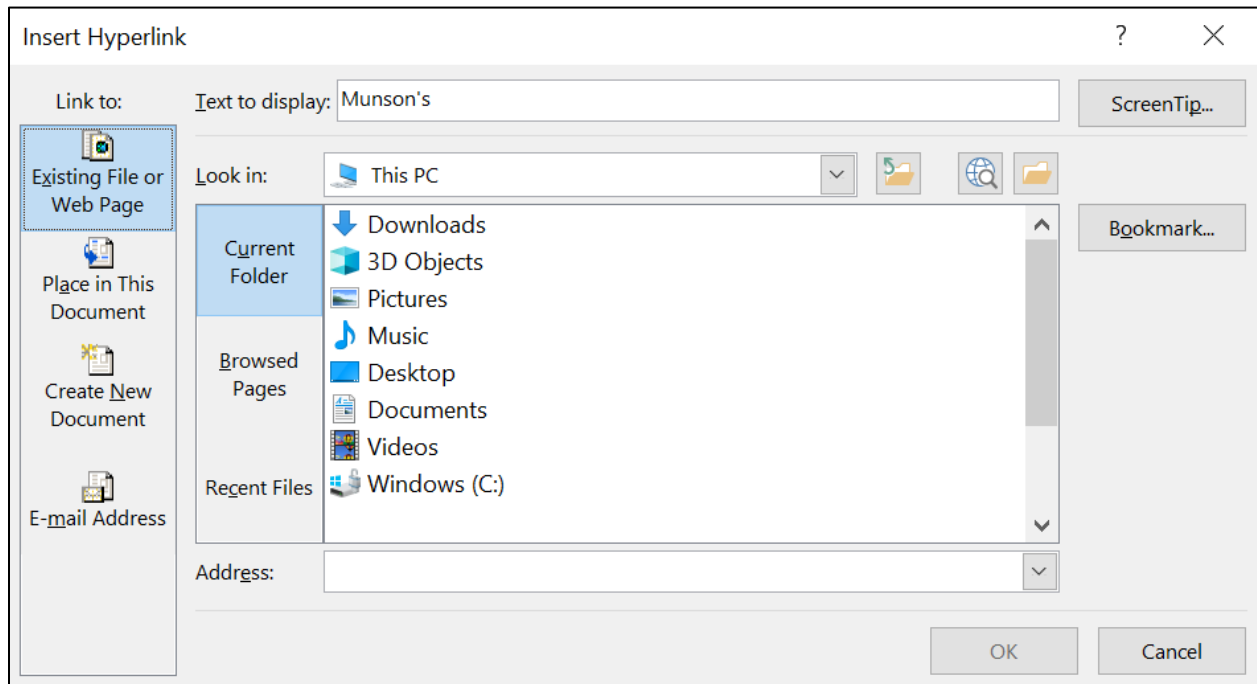 Insert Hyperlink
?
Link to:
Text to display:
Munson's
ScreenTip...
Existing File or
Web Page
Look in:
This PC
Current
Folder
Downloads
3D Objects
Pictures
Music
Desktop
Documents
Videos
Windows (C:)
Bookmark...
Place in This
Document
Browsed
Pages
Create New
Document
Recent Files
E-mail Address
Address:
OK
Cancel